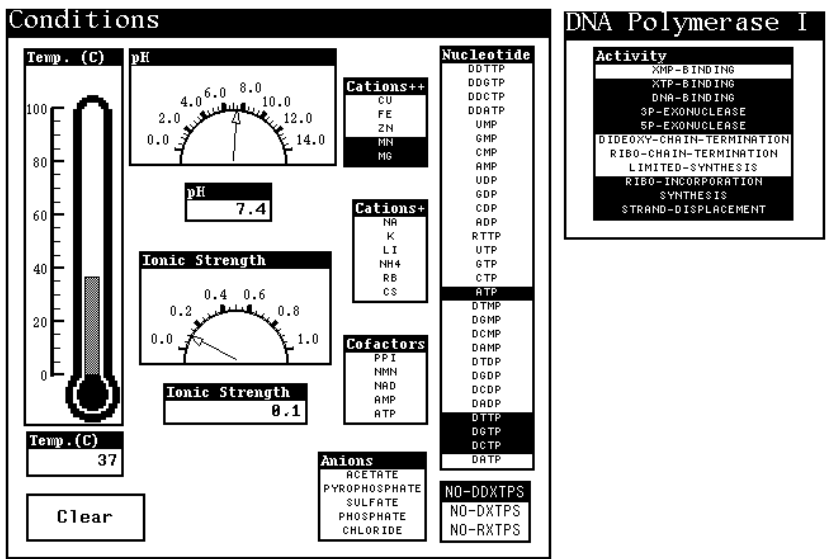 Conditions
Temp. (C)
100
80
60
40
20
0
Temp.(C)
37
Clear
pH
0.0
2.0
4.0
6.0
8.0
10.0
12.0
14.0
pH
7.4
Ionic Strength
0.0
0.2
0.4
0.6
0.8
1.0
Ionic Strength
0.1
Cations++
CU
FE
ZN
MN
MG
Cations+
NA
K
LI
NH4
RB
CS
Cofactors
PPI
NMN
NAD
AMP
ATP
Anions
ACETATE
PYROPHOSPHATE
SULFATE
PHOSPHATE
CHLORIDE
Nucleotide
DDTTP
DDGTP
DDCTP
DDATP
UMP
GMP
CMP
AMP
UDP
GDP
CDP
ADP
RTTP
UTP
GTP
CTP
ATP
DTMP
DGMP
DCMP
DAMP
DTDP
DGDP
DCDP
DADP
DTTP
DGTP
DCTP
DATP
NO-DDXTPS
NO-DXTPS
NO-RXTPS
DNA Polymerase I
Activity
XMP-BINDING
XTP-BINDING
DNA-BINDING
3P-EXONUCLEASE
5P-EXONUCLEASE
DIDEOXY-CHAIN-TERMINATION
RIBO-CHAIN-TERMINATION
LIMITED-SYNTHESIS
RIBO-INCORPORATION
SYNTHESIS
STRAND-DISPLACEMENT